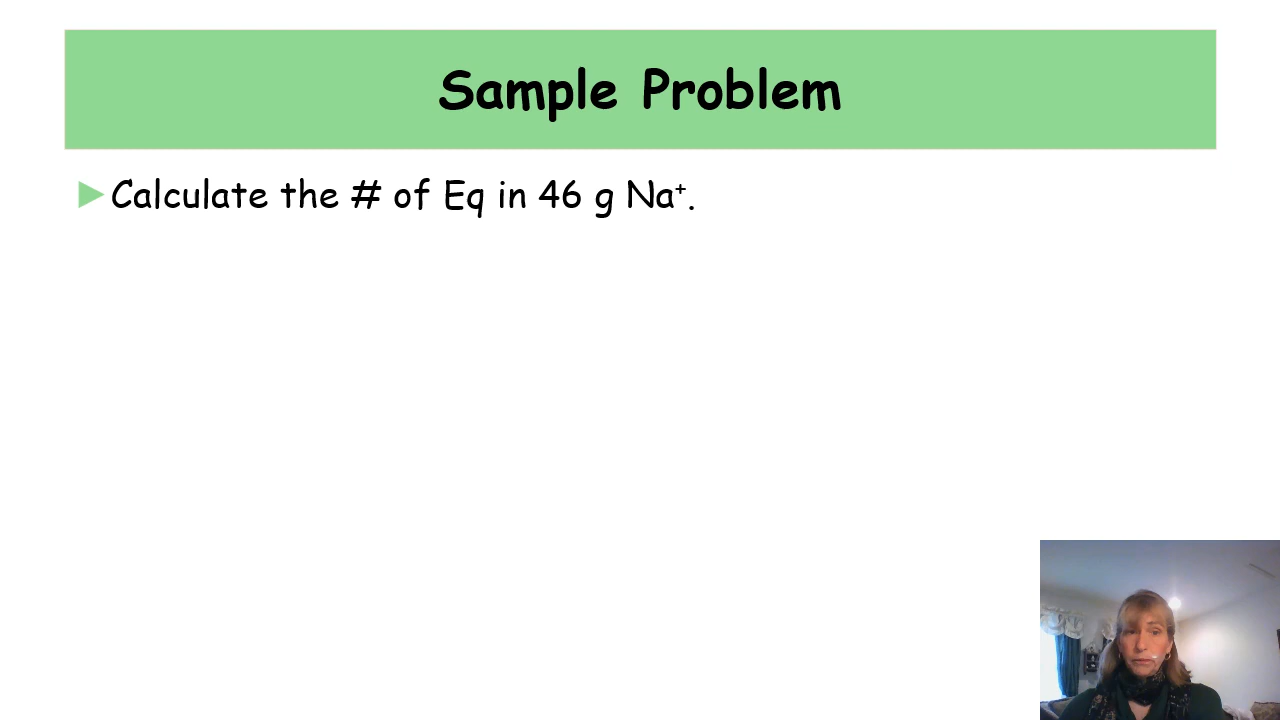 Sample Problem
Calculate the # of Eq in 46 g Na⁺.